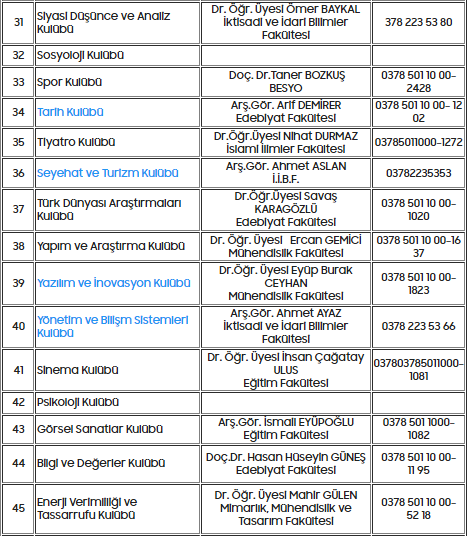 31 Siyasi Düşünce ve Analiz Kulübü Dr. Öğr. Üyesi Ömer BAYKAL İktisadi ve İdari Bilimler Fakültesi 378 223 53 80
32 Sosyoloji Kulübü
33 Spor Kulübü Doç. Dr.Taner BOZKUŞ BESYO 0378 501 10 00-2428
34 Tarih Kulübü Arş.Gör. Arif DEMİRER Edebiyat Fakültesi 0378 501 10 00- 12 02
35 Tiyatro Kulübü Dr.Öğr.Üyesi Nihat DURMAZ İslami İlimler Fakültesi 03785011000-1272
36 Seyehat ve Turizm Kulübü Arş.Gör. Ahmet ASLAN İ.İ.B.F. 03782235353
37 Türk Dünyası Araştırmaları Kulübü Dr.Öğr.Üyesi Savaş KARAGÖZLÜ Edebiyat Fakültesi 0378 501 10 00-1020
38 Yapım ve Araştırma Kulübü Dr. Öğr. Üyesi Ercan GEMİCİ Mühendislik Fakültesi 0378 501 10 00-16 37
39 Yazılım ve İnovasyon Kulübü Dr.Öğr. Üyesi Eyüp Burak CEYHAN Mühendislik Fakültesi 0378 501 10 00-1823
40 Yönetim ve Bilişm Sistemleri Kulübü Arş.Gör. Ahmet AYAZ İktisadi ve İdari Bilimler Fakültesi 0378 223 53 66
41 Sinema Kulübü Dr. Öğr. Üyesi İhsan Çağatay ULUS Eğitim Fakültesi 037803785011000-1081
42 Psikoloji Kulübü
43 Görsel Sanatlar Kulübü Arş.Gör. İsmail EYÜPOĞLU Eğitim Fakültesi 0378 501 1000-1082
44 Bilgi ve Değerler Kulübü Doç.Dr. Hasan Hüseyin GÜNEŞ Edebiyat Fakültesi 0378 501 10 00-11 95
45 Enerji Verimliliği ve Tassarrufu Kulübü Dr. Öğr. Üyesi Mahir GÜLEN Mimarlık, Mühendislik ve Tasarım Fakültesi 0378 501 10 00-52 18